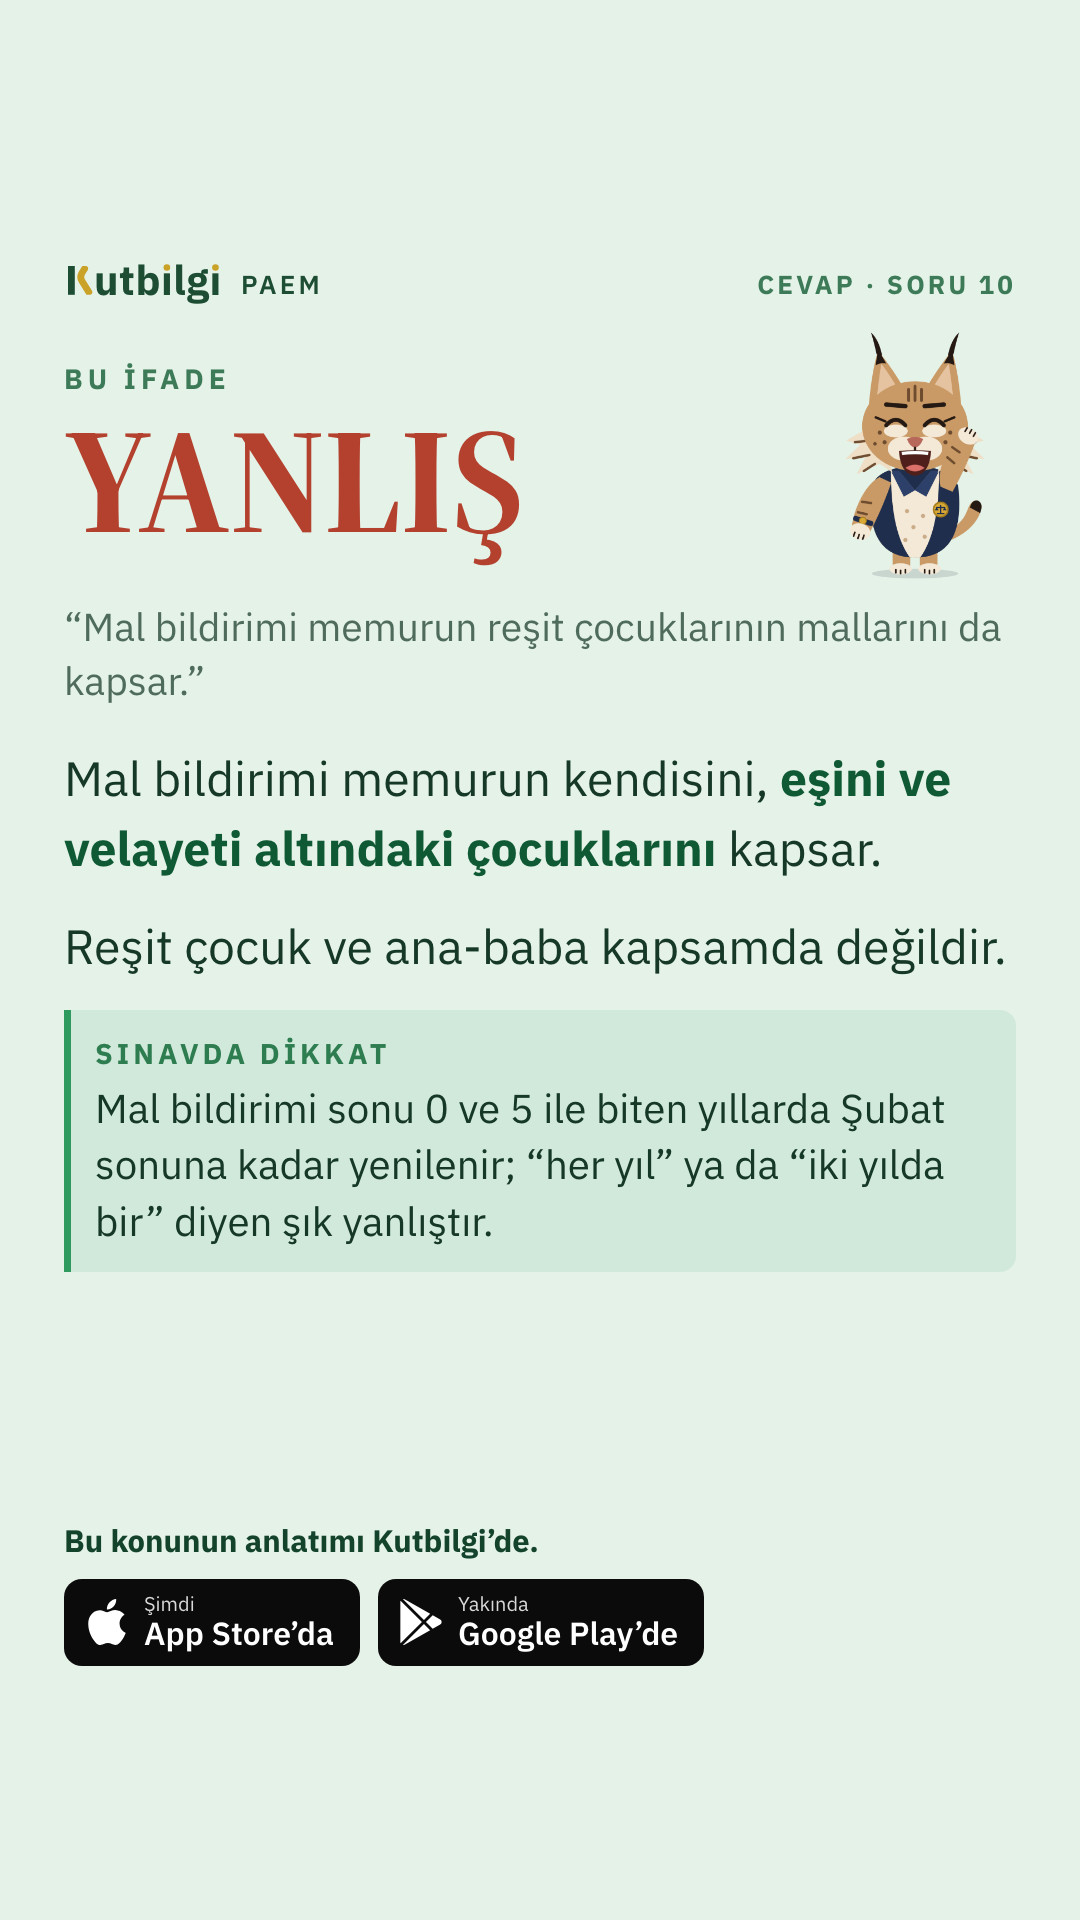 Kutbilgi PAEM
CEVAP · SORU 10
BU İFADE
YANLIŞ
“Mal bildirimi memurun reşit çocuklarının mallarını da
kapsar.”
Mal bildirimi memurun kendisini, eşini ve
velayeti altındaki çocuklarını kapsar.
Reşit çocuk ve ana-baba kapsamda değildir.
SINAVDA DİKKAT
Mal bildirimi sonu 0 ve 5 ile biten yıllarda Şubat
sonuna kadar yenilenir; “her yıl” ya da “iki yılda
bir” diyen şık yanlıştır.
Bu konunun anlatımı Kutbilgi’de.
Şimdi
App Store’da
Yakında
Google Play’de